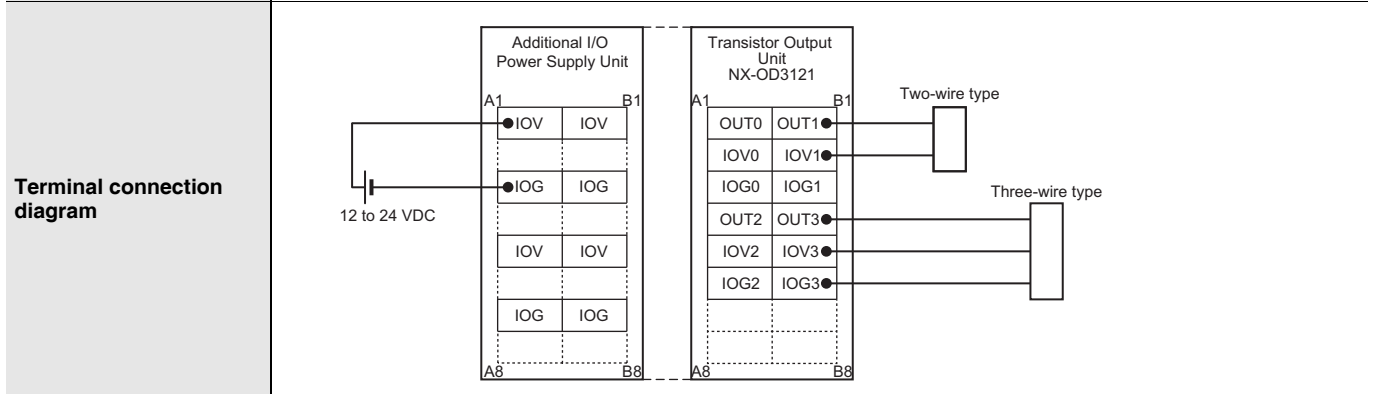 Terminal connection
diagram
Additional I/O
Power Supply Unit
A1
B1
IOV IOV
IOG IOG
IOV IOV
IOG IOG
A8
B8
12 to 24 VDC
Transistor Output
Unit
NX-OD3121
A1
B1
OUT0 OUT1
IOV0 IOV1
IOG0 IOG1
OUT2 OUT3
IOV2 IOV3
IOG2 IOG3
A8
B8
Two-wire type
Three-wire type